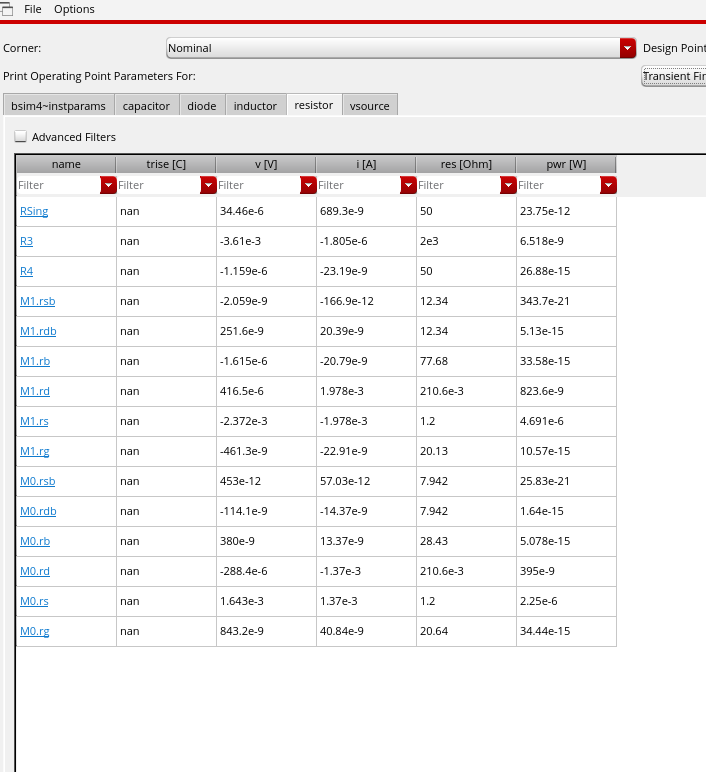 File Options
Corner: Nominal Design Point
Print Operating Point Parameters For: Transient Fin
bsim4~instparams capacitor diode inductor resistor vsource
Advanced Filters
name trise [C] v [V] i [A] res [Ohm] pwr [W]
Filter Filter Filter Filter Filter Filter
RSing nan 34.46e-6 689.3e-9 50 23.75e-12
R3 nan -3.61e-3 -1.805e-6 2e3 6.518e-9
R4 nan -1.159e-6 -23.19e-9 50 26.88e-15
M1.rsb nan -2.059e-9 -166.9e-12 12.34 343.7e-21
M1.rdb nan 251.6e-9 20.39e-9 12.34 5.13e-15
M1.rb nan -1.615e-6 -20.79e-9 77.68 33.58e-15
M1.rd nan 416.5e-6 1.978e-3 210.6e-3 823.6e-9
M1.rs nan -2.372e-3 -1.978e-3 1.2 4.691e-6
M1.rg nan -461.3e-9 -22.91e-9 20.13 10.57e-15
M0.rsb nan 453e-12 57.03e-12 7.942 25.83e-21
M0.rdb nan -114.1e-9 -14.37e-9 7.942 1.64e-15
M0.rb nan 380e-9 13.37e-9 28.43 5.078e-15
M0.rd nan -288.4e-6 -1.37e-3 210.6e-3 395e-9
M0.rs nan 1.643e-3 1.37e-3 1.2 2.25e-6
M0.rg nan 843.2e-9 40.84e-9 20.64 34.44e-15